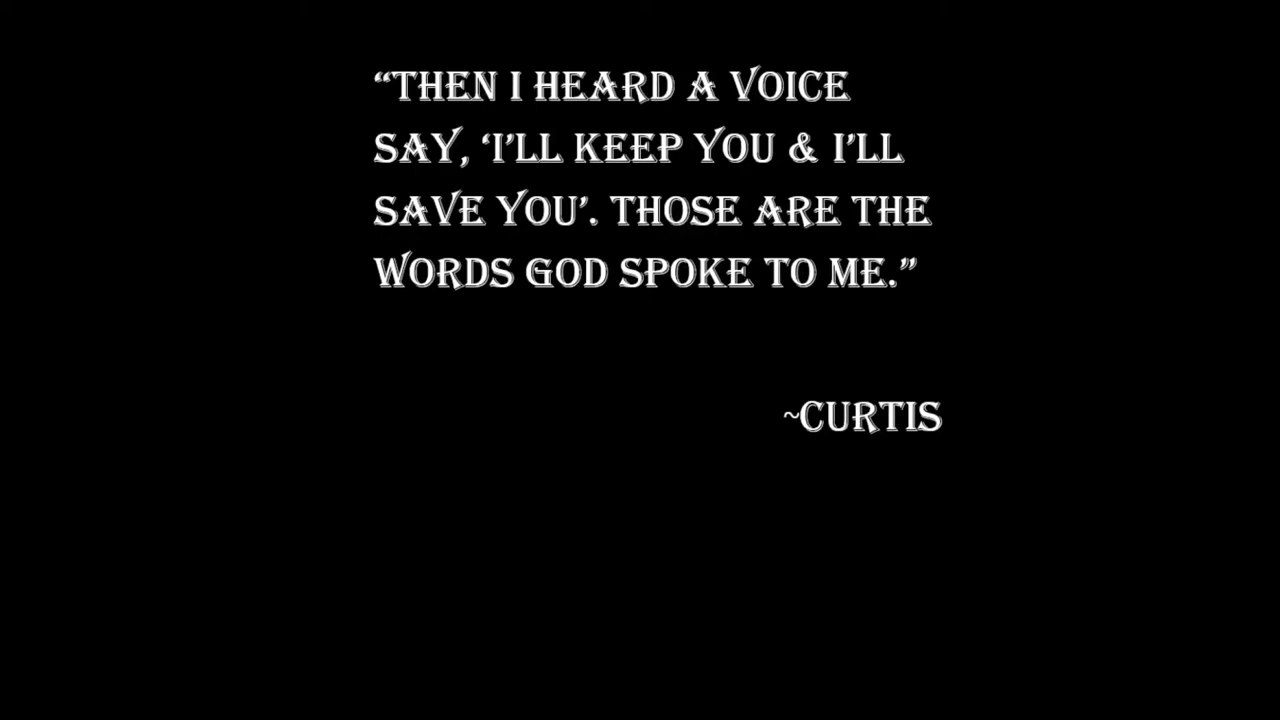 “THEN I HEARD A VOICE
SAY, ‘I’LL KEEP YOU & I’LL
SAVE YOU’. THOSE ARE THE
WORDS GOD SPOKE TO ME.”
~CURTIS